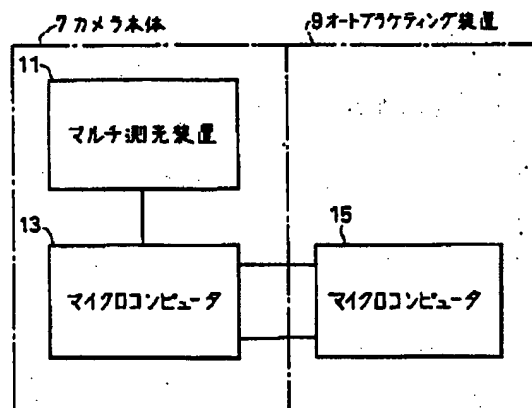 7カメラ本体
9オートブラケティング装置
11
マルチ測光装置
13
マイクロコンピュータ
15
マイクロコンピュータ